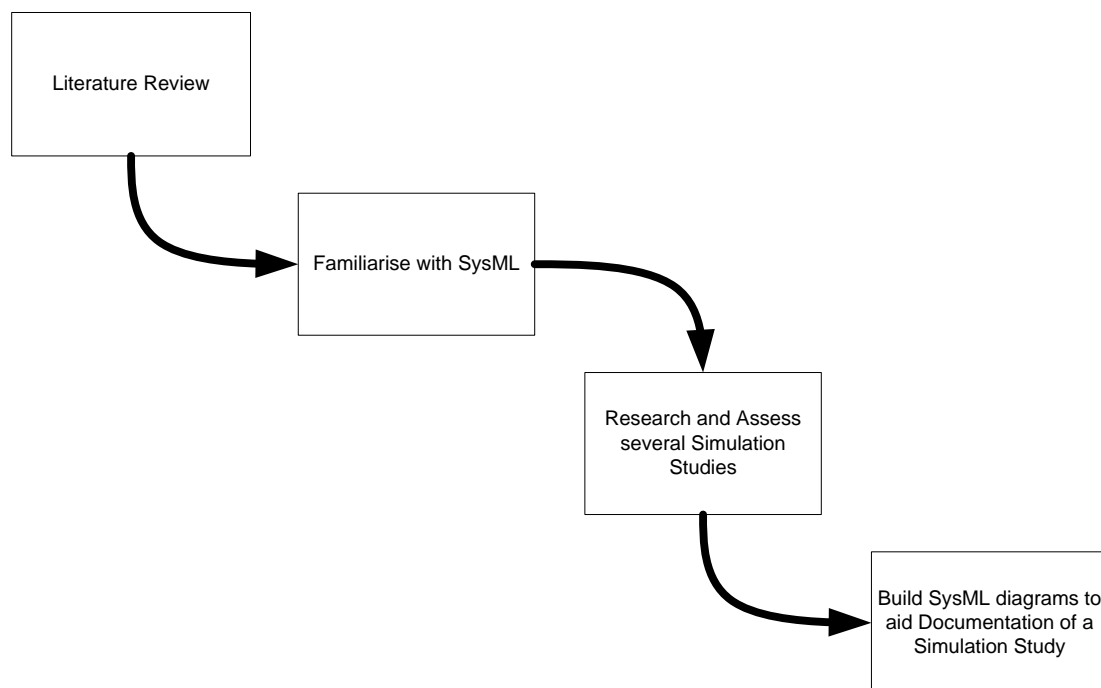 Literature Review
Familiarise with SysML
Research and Assess
several Simulation
Studies
Build SysML diagrams to
aid Documentation of a
Simulation Study